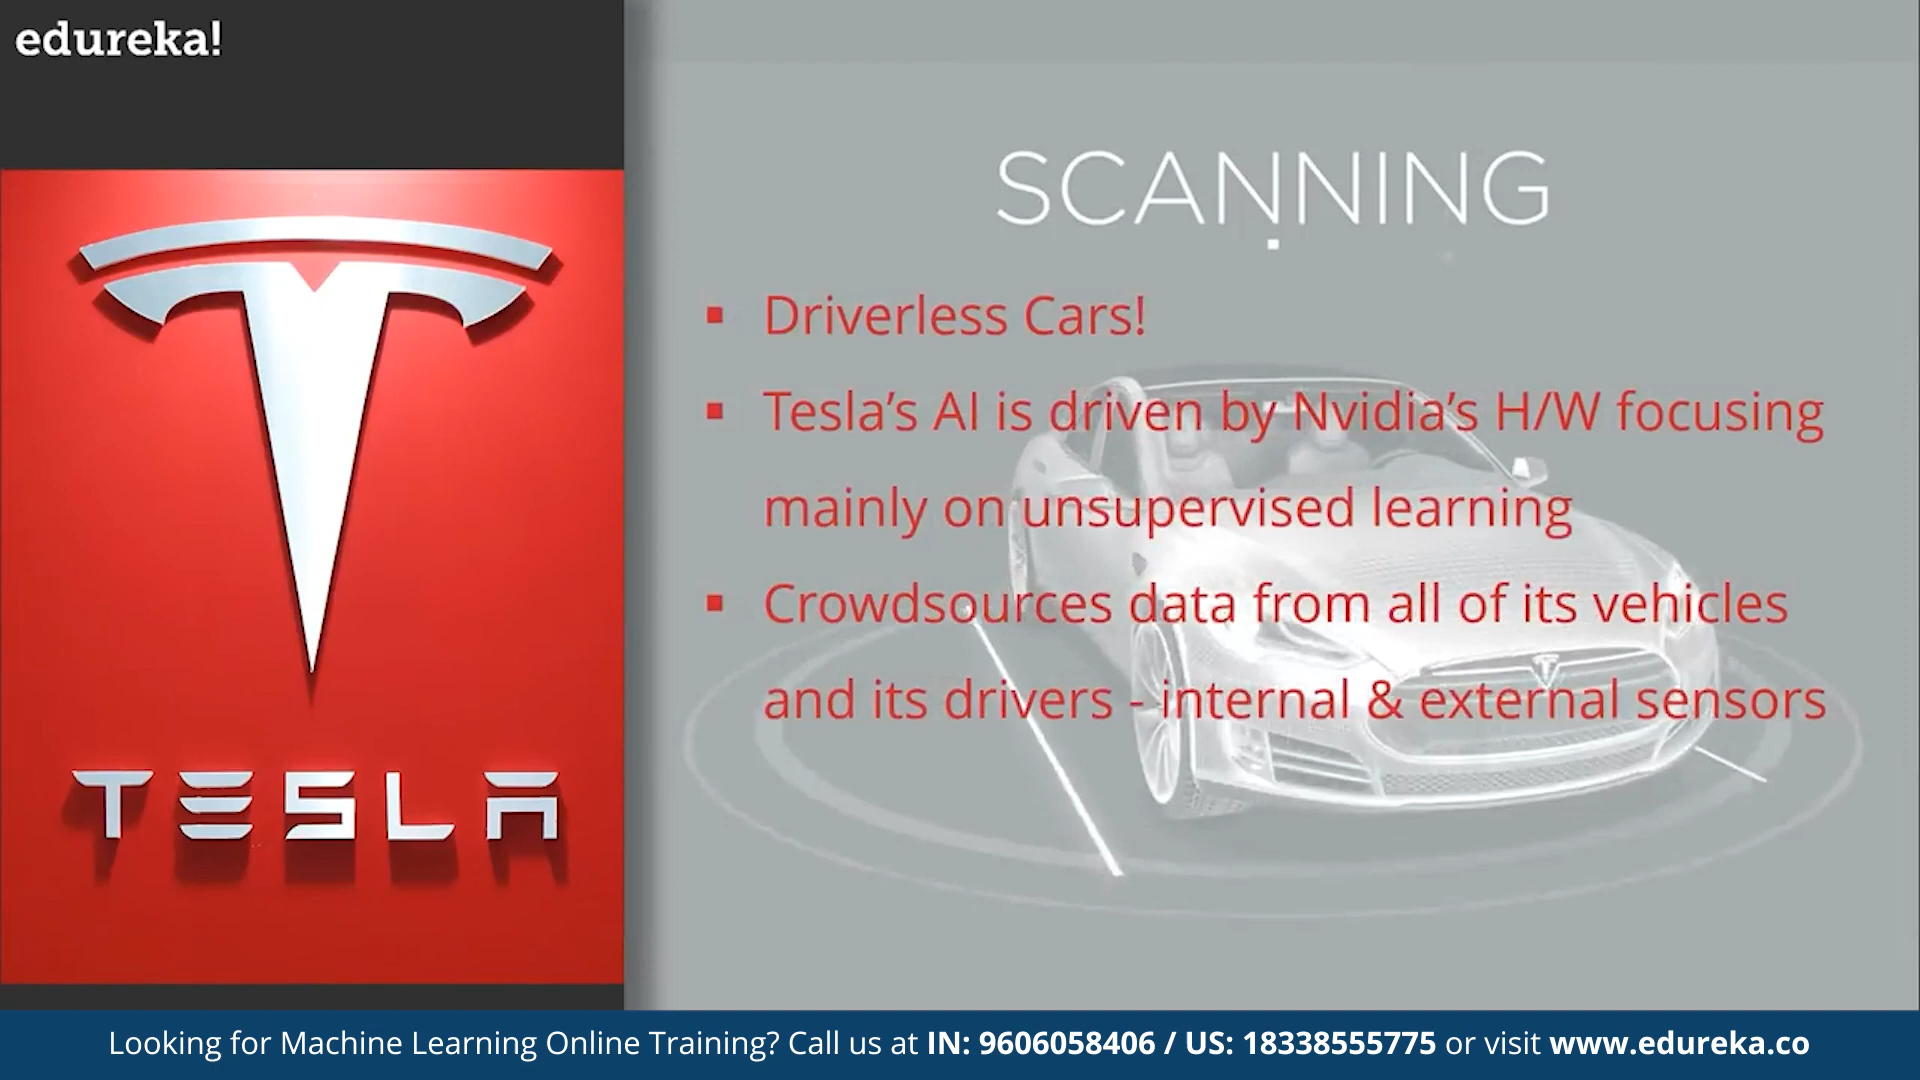 edureka!
TESLA
SCANNING
▪ Driverless Cars!
▪ Tesla’s AI is driven by Nvidia’s H/W focusing
mainly on unsupervised learning
▪ Crowdsources data from all of its vehicles
and its drivers - internal & external sensors
Looking for Machine Learning Online Training? Call us at IN: 9606058406 / US: 18338555775 or visit www.edureka.co